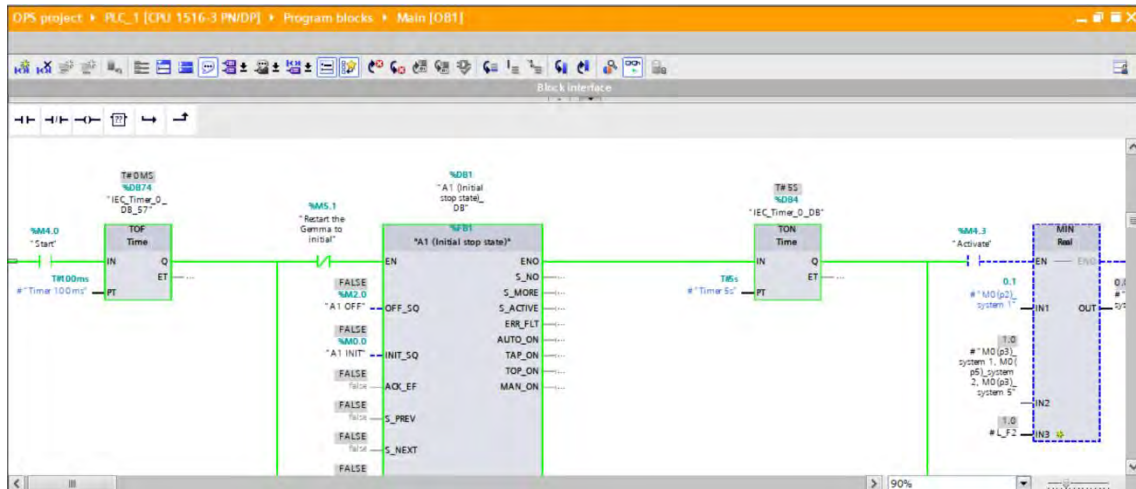 OPS project ▸ PLC_1 [CPU 1516-3 PN/DP] ▸ Program blocks ▸ Main [OB1]
Block interface
%M4.0
"Start"
T#0MS
%DB74
"IEC_Timer_0_
DB_57"
TOF
Time
IN
Q
ET
T#100ms
#"Timer 100ms"
PT
%M5.1
"Restart the
Gemma to
initial"
%DB1
"A1 (Initial
stop state)_
DB"
%FB1
"A1 (Initial stop state)"
EN
ENO
S_NO
S_MORE
S_ACTIVE
ERR_FLT
AUTO_ON
TAP_ON
TOP_ON
MAN_ON
FALSE
%M2.0
"A1 OFF"
OFF_SQ
FALSE
%M0.0
"A1 INIT"
INIT_SQ
FALSE
false
ACK_EF
FALSE
false
S_PREV
FALSE
false
S_NEXT
FALSE
T#5S
%DB4
"IEC_Timer_0_DB"
TON
Time
IN
Q
ET
T#5s
#"Timer 5s"
PT
%M4.3
"Activate"
MIN
Real
EN
ENO
0.1
#"M0(p2)_
system 1"
IN1
OUT
1.0
#"M0(p3)_
system 1, M0(
p5)_system
2, M0(p3)_
system 5"
IN2
1.0
#L_F2
IN3
90%